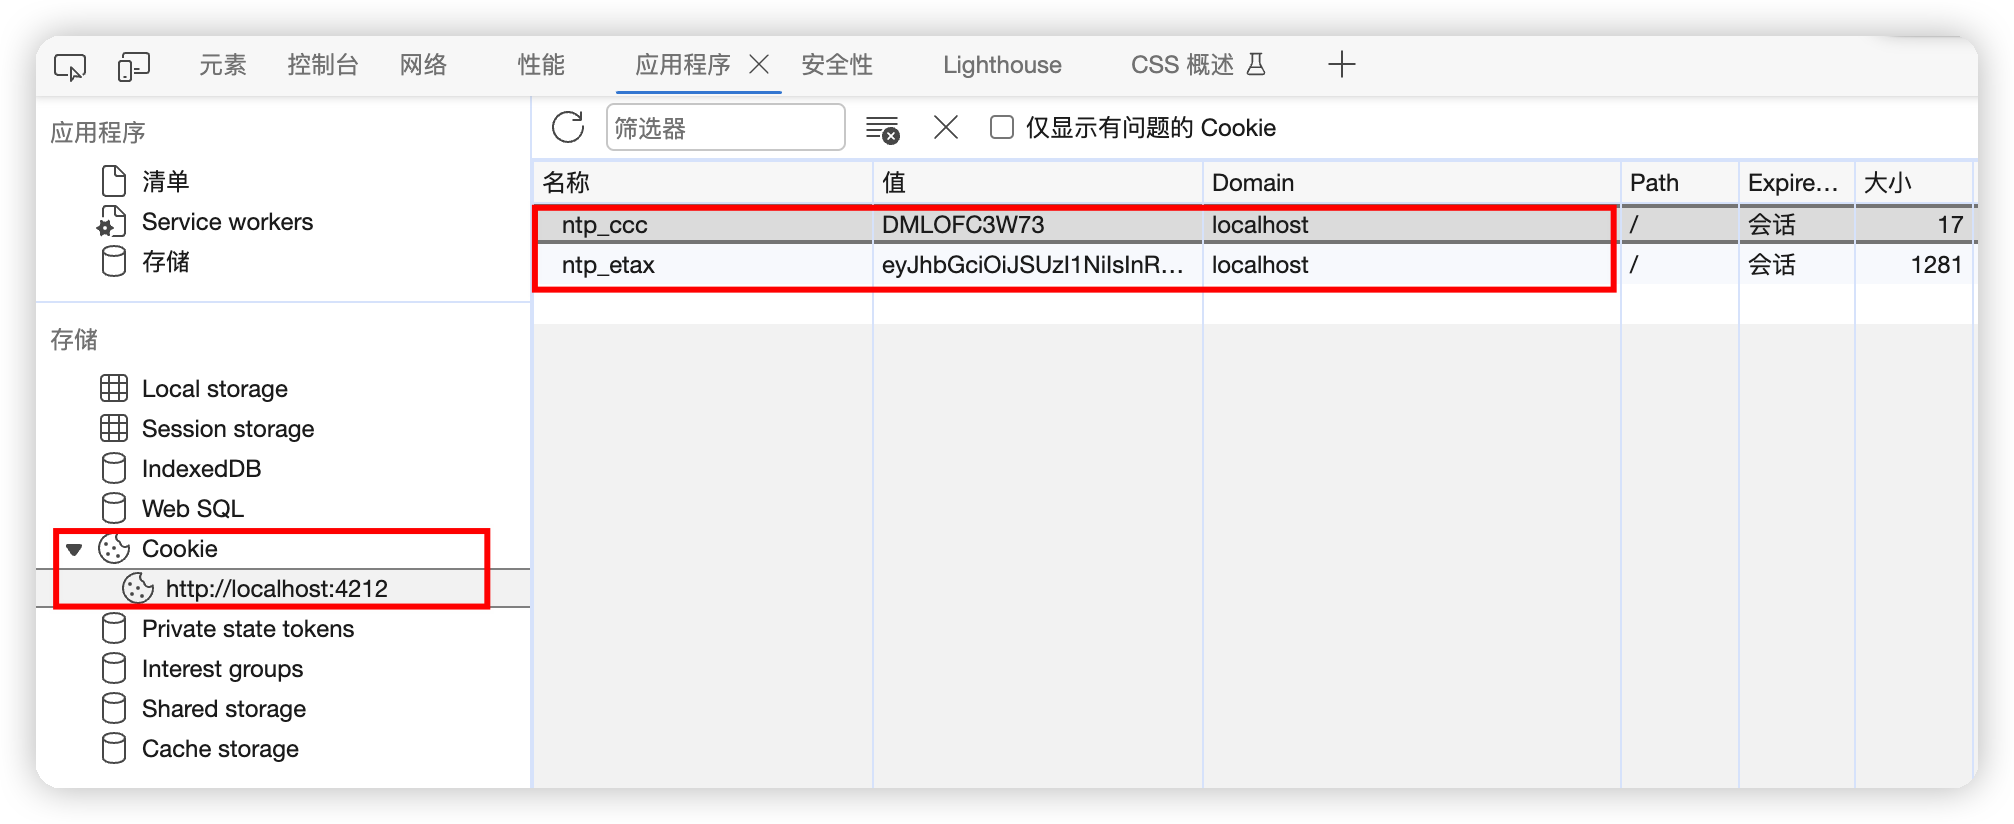 元素 控制台 网络 性能 应用程序 安全性 Lighthouse CSS 概述
应用程序
清单
Service workers
存储
存储
Local storage
Session storage
IndexedDB
Web SQL
Cookie
http://localhost:4212
Private state tokens
Interest groups
Shared storage
Cache storage
筛选器 仅显示有问题的 Cookie
名称 值 Domain Path Expire... 大小
ntp_ccc DMLOFC3W73 localhost / 会话 17
ntp_etax eyJhbGciOiJSUzI1NiIsInR... localhost / 会话 1281